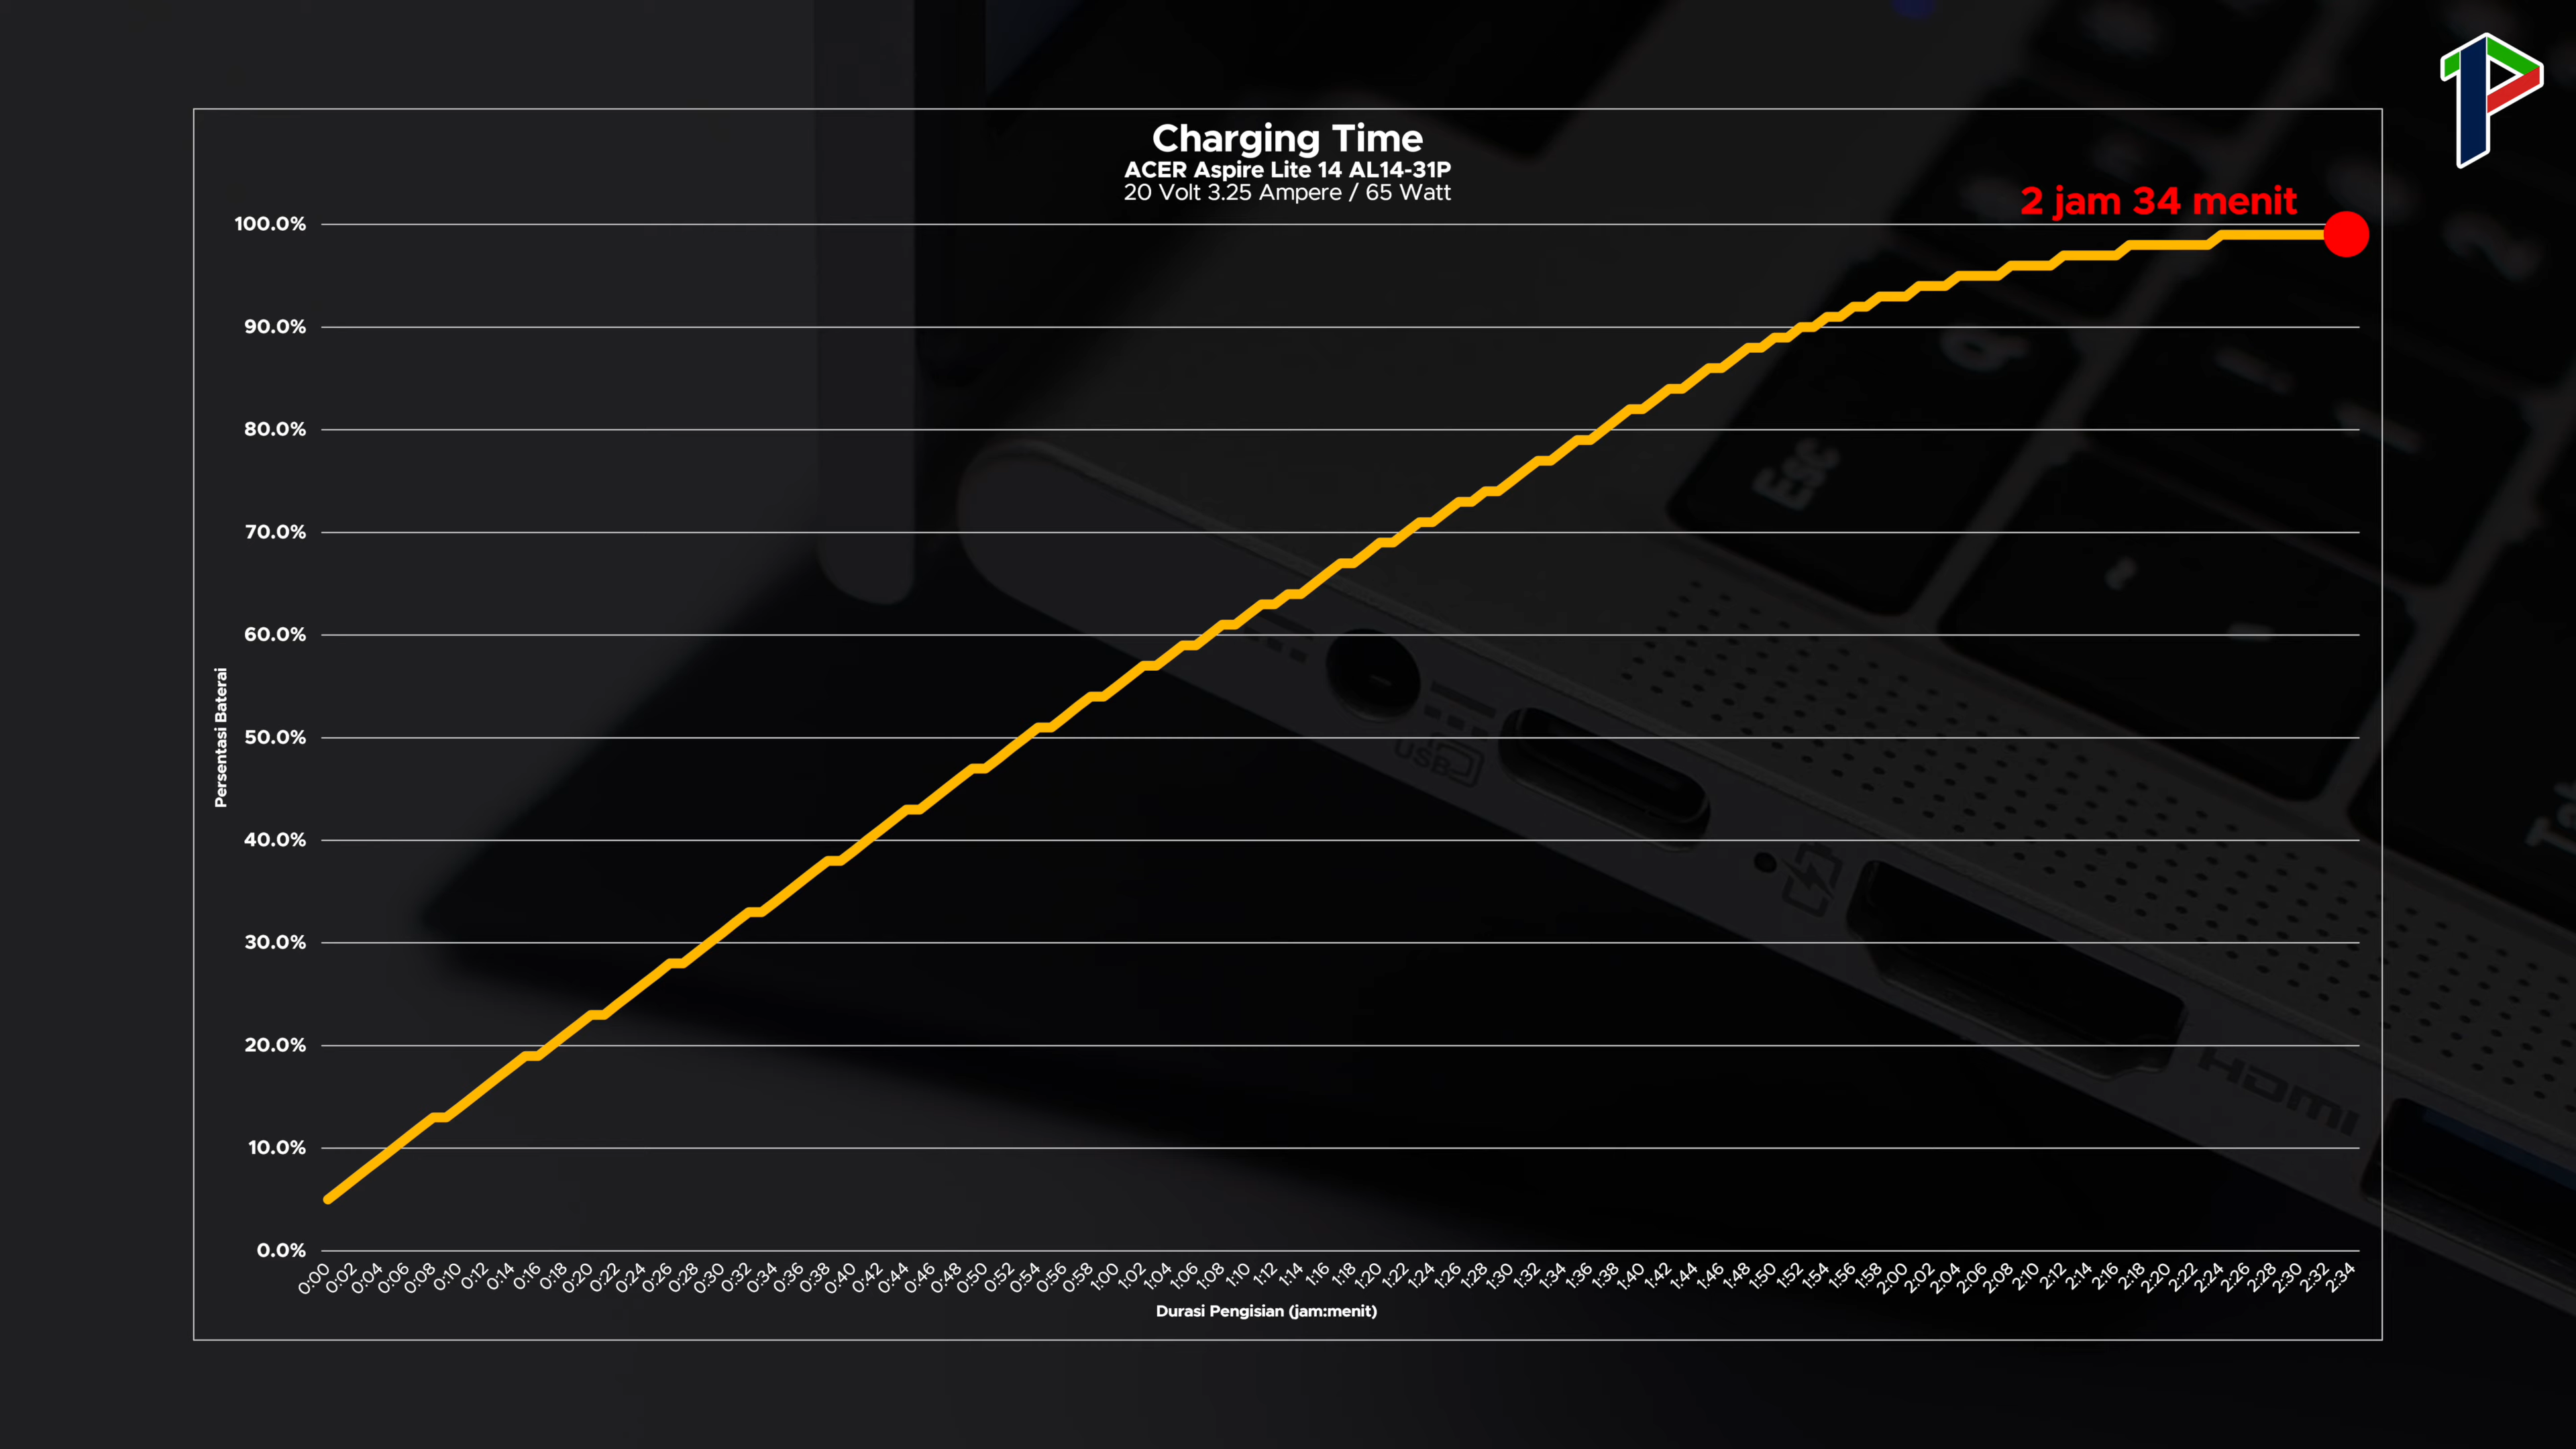 Charging Time
ACER Aspire Lite 14 AL14-31P
20 Volt 3.25 Ampere / 65 Watt
2 jam 34 menit
100.0%
90.0%
80.0%
70.0%
60.0%
50.0%
40.0%
30.0%
20.0%
10.0%
0.0%
Persentasi Baterai
0:00 0:02 0:04 0:06 0:08 0:10 0:12 0:14 0:16 0:18 0:20 0:22 0:24 0:26 0:28 0:30 0:32 0:34 0:36 0:38 0:40 0:42 0:44 0:46 0:48 0:50 0:52 0:54 0:56 0:58 1:00 1:02 1:04 1:06 1:08 1:10 1:12 1:14 1:16 1:18 1:20 1:22 1:24 1:26 1:28 1:30 1:32 1:34 1:36 1:38 1:40 1:42 1:44 1:46 1:48 1:50 1:52 1:54 1:56 1:58 2:00 2:02 2:04 2:06 2:08 2:10 2:12 2:14 2:16 2:18 2:20 2:22 2:24 2:26 2:28 2:30 2:32 2:34
Durasi Pengisian (jam:menit)
Esc
Q
2
!
1
~
Tab
USB
HDMI